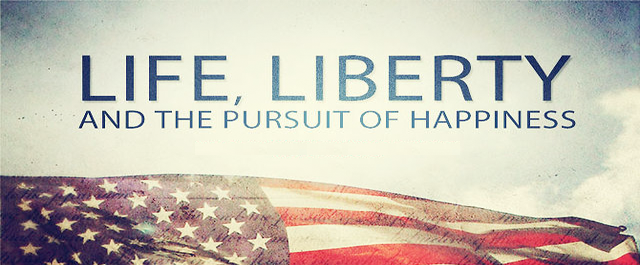 LIFE, LIBERTY
AND THE PURSUIT OF HAPPINESS